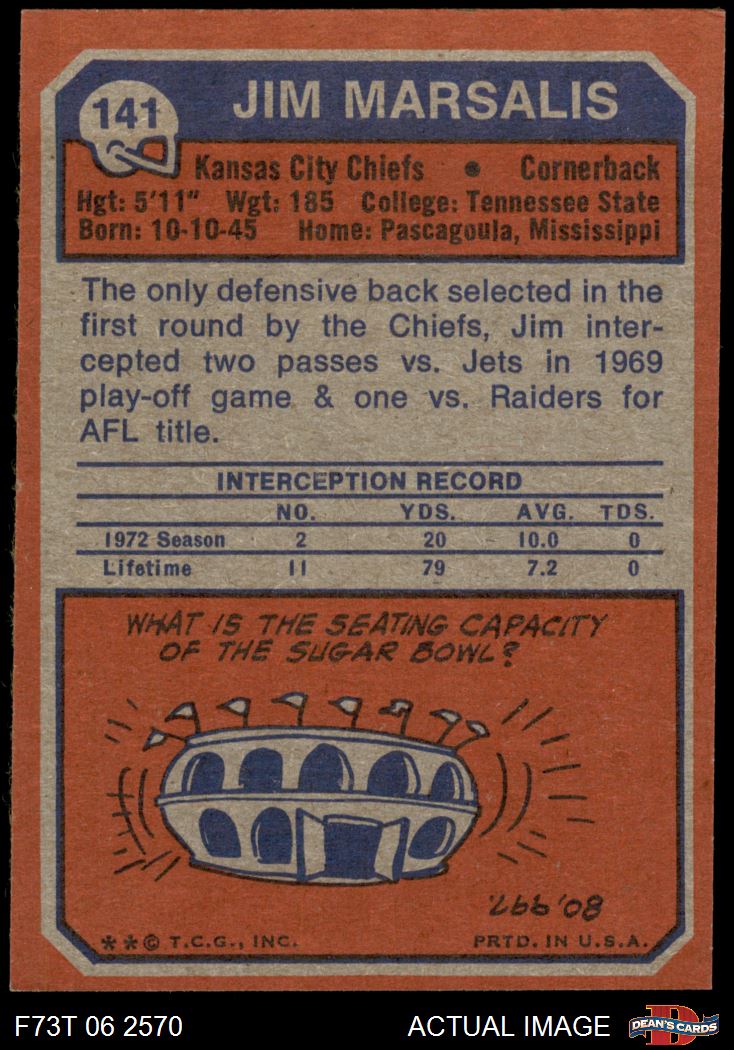 141
JIM MARSALIS
Kansas City Chiefs • Cornerback
Hgt: 5'11" Wgt: 185 College: Tennessee State
Born: 10-10-45 Home: Pascagoula, Mississippi
The only defensive back selected in the
first round by the Chiefs, Jim inter-
cepted two passes vs. Jets in 1969
play-off game & one vs. Raiders for
AFL title.
INTERCEPTION RECORD
NO. YDS. AVG. TDS.
1972 Season 2 20 10.0 0
Lifetime 11 79 7.2 0
WHAT IS THE SEATING CAPACITY
OF THE SUGAR BOWL?
80,997.
**© T.C.G., INC. PRTD. IN U.S.A.
F73T 06 2570 ACTUAL IMAGE
DEAN'S CARDS